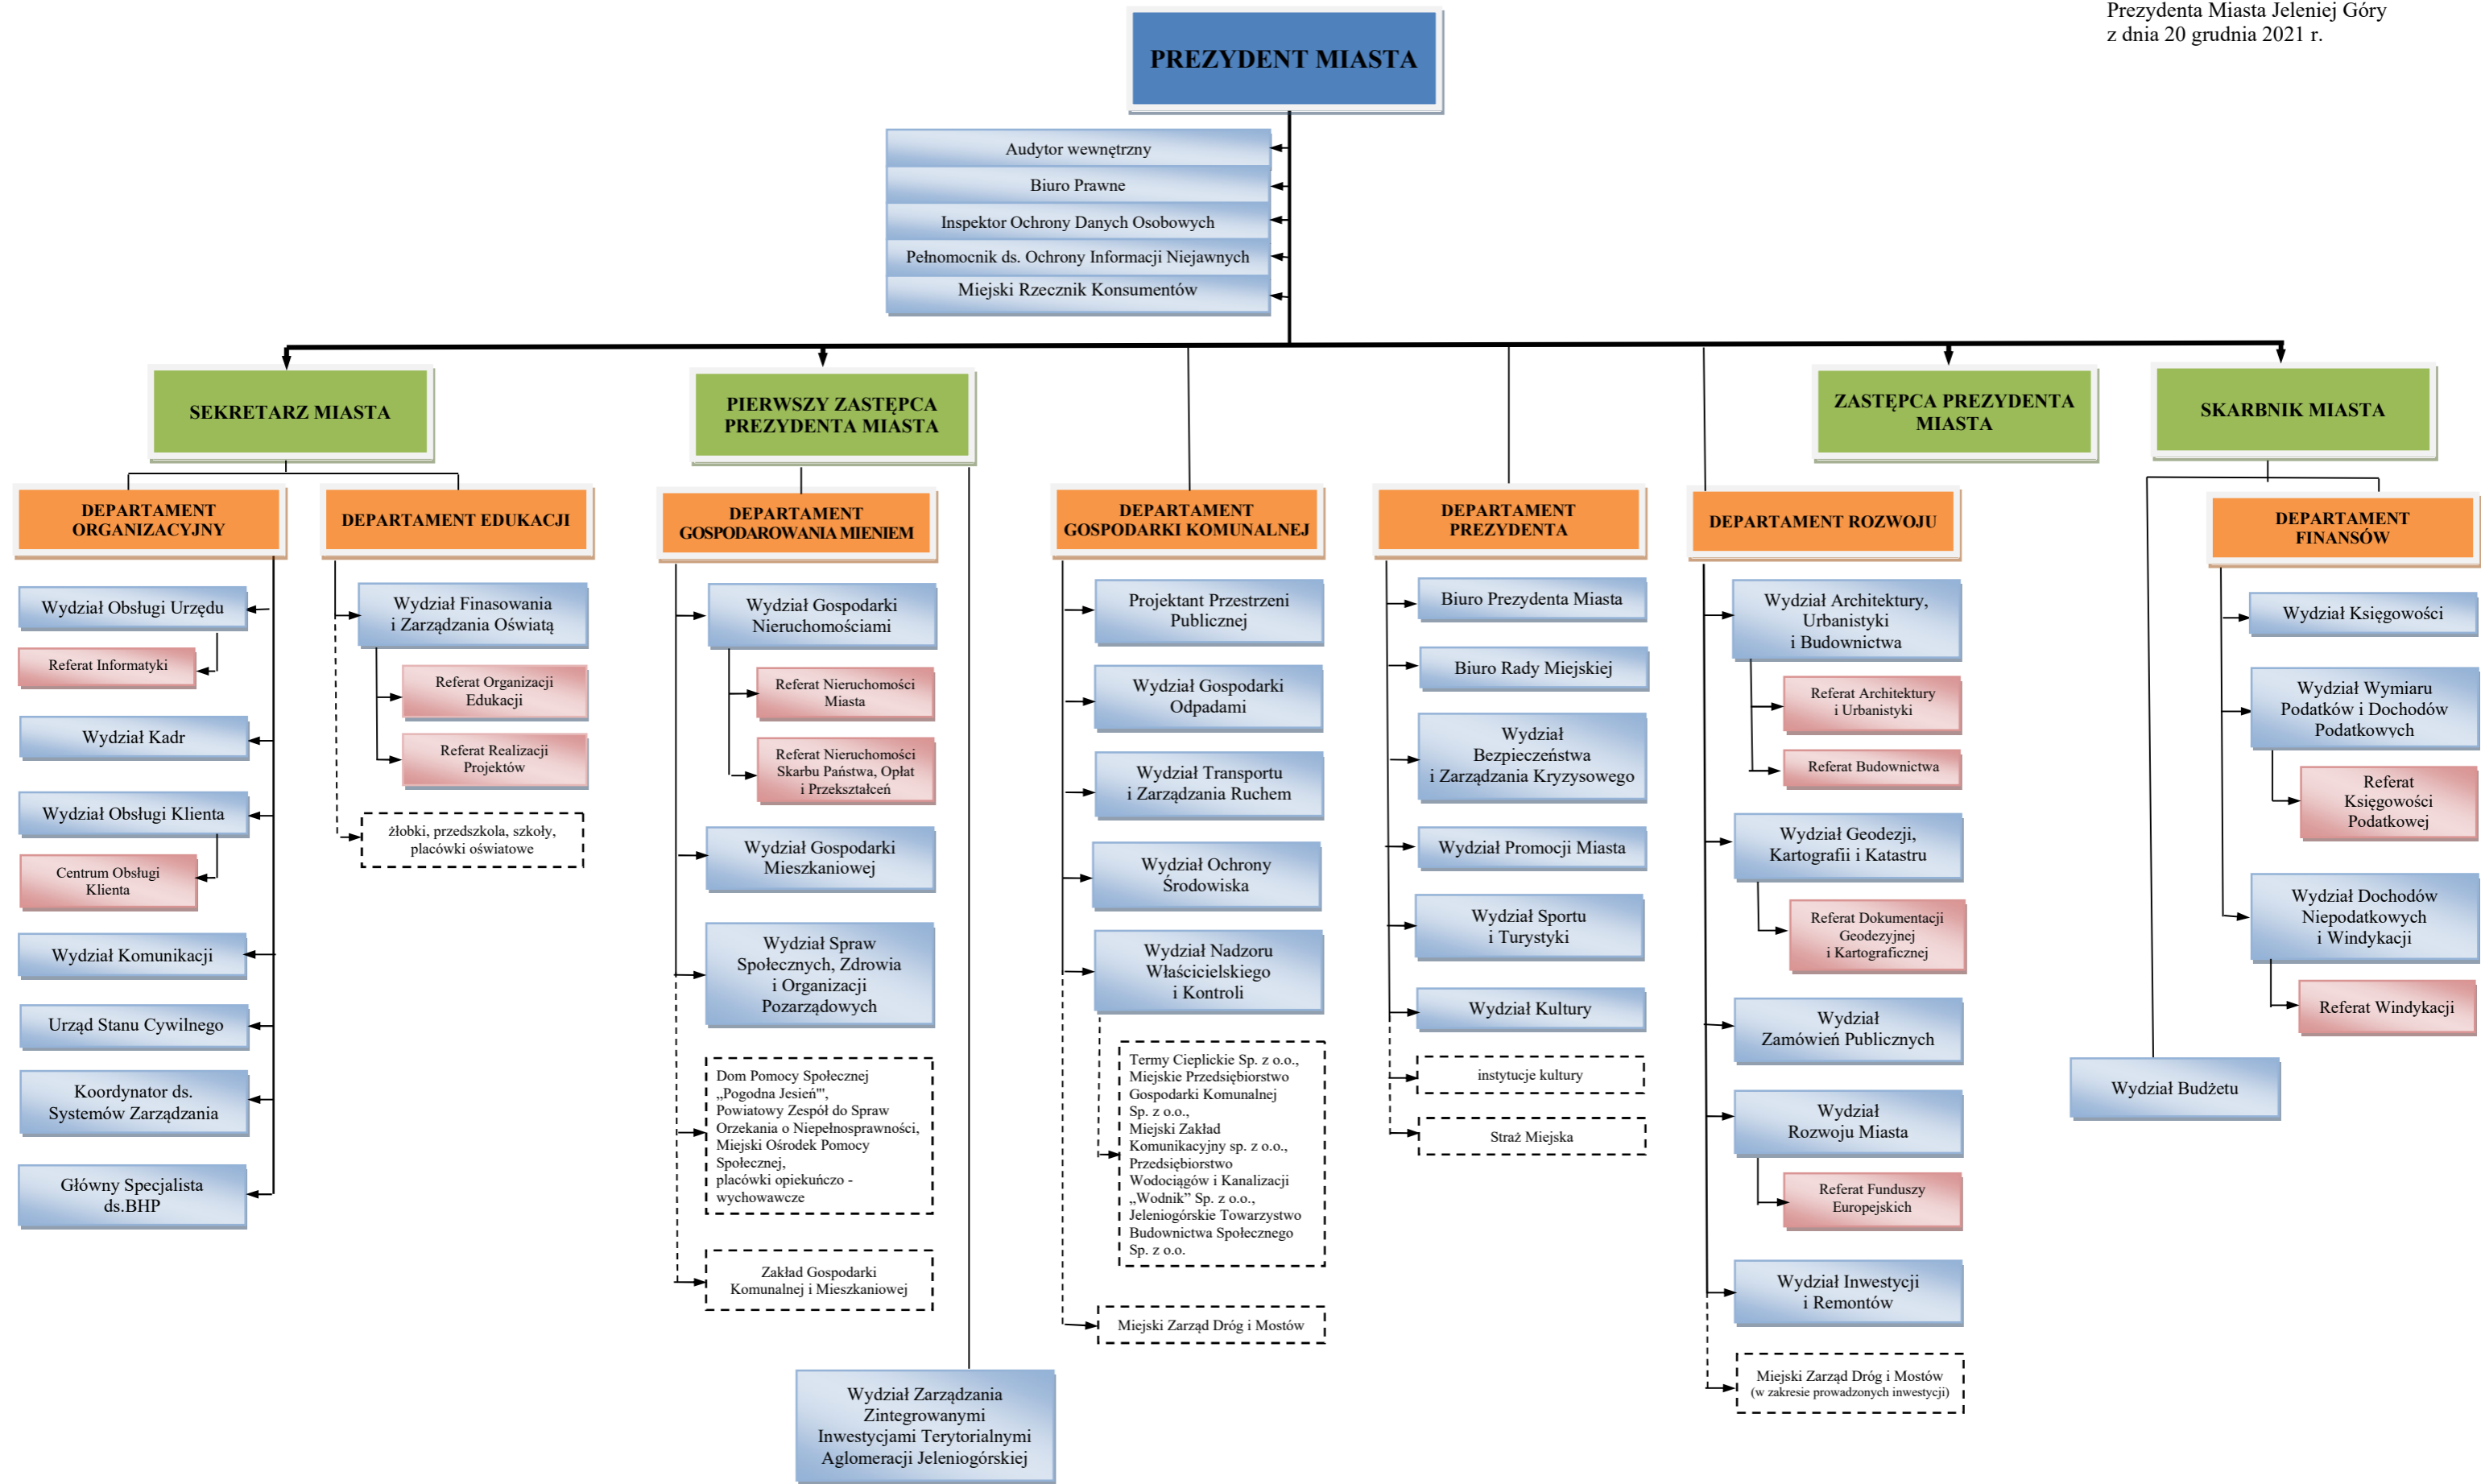 Prezydenta Miasta Jeleniej Góry
z dnia 20 grudnia 2021 r.
PREZYDENT MIASTA
Audytor wewnętrzny
Biuro Prawne
Inspektor Ochrony Danych Osobowych
Pełnomocnik ds. Ochrony Informacji Niejawnych
Miejski Rzecznik Konsumentów
SEKRETARZ MIASTA
PIERWSZY ZASTĘPCA
PREZYDENTA MIASTA
ZASTĘPCA PREZYDENTA
MIASTA
SKARBNIK MIASTA
DEPARTAMENT
ORGANIZACYJNY
Wydział Obsługi Urzędu
Referat Informatyki
Wydział Kadr
Wydział Obsługi Klienta
Centrum Obsługi
Klienta
Wydział Komunikacji
Urząd Stanu Cywilnego
Koordynator ds.
Systemów Zarządzania
Główny Specjalista
ds.BHP
DEPARTAMENT EDUKACJI
Wydział Finasowania
i Zarządzania Oświatą
Referat Organizacji
Edukacji
Referat Realizacji
Projektów
żłobki, przedszkola, szkoły,
placówki oświatowe
DEPARTAMENT
GOSPODAROWANIA MIENIEM
Wydział Gospodarki
Nieruchomościami
Referat Nieruchomości
Miasta
Referat Nieruchomości
Skarbu Państwa, Opłat
i Przekształceń
Wydział Gospodarki
Mieszkaniowej
Wydział Spraw
Społecznych, Zdrowia
i Organizacji
Pozarządowych
Dom Pomocy Społecznej
„Pogodna Jesień”',
Powiatowy Zespół do Spraw
Orzekania o Niepełnosprawności,
Miejski Ośrodek Pomocy
Społecznej,
placówki opiekuńczo -
wychowawcze
Zakład Gospodarki
Komunalnej i Mieszkaniowej
Wydział Zarządzania
Zintegrowanymi
Inwestycjami Terytorialnymi
Aglomeracji Jeleniogórskiej
DEPARTAMENT
GOSPODARKI KOMUNALNEJ
Projektant Przestrzeni
Publicznej
Wydział Gospodarki
Odpadami
Wydział Transportu
i Zarządzania Ruchem
Wydział Ochrony
Środowiska
Wydział Nadzoru
Właścicielskiego
i Kontroli
Termy Cieplickie Sp. z o.o.,
Miejskie Przedsiębiorstwo
Gospodarki Komunalnej
Sp. z o.o.,
Miejski Zakład
Komunikacyjny sp. z o.o.,
Przedsiębiorstwo
Wodociągów i Kanalizacji
„Wodnik” Sp. z o.o.,
Jeleniogórskie Towarzystwo
Budownictwa Społecznego
Sp. z o.o.
Miejski Zarząd Dróg i Mostów
DEPARTAMENT
PREZYDENTA
Biuro Prezydenta Miasta
Biuro Rady Miejskiej
Wydział
Bezpieczeństwa
i Zarządzania Kryzysowego
Wydział Promocji Miasta
Wydział Sportu
i Turystyki
Wydział Kultury
instytucje kultury
Straż Miejska
DEPARTAMENT ROZWOJU
Wydział Architektury,
Urbanistyki
i Budownictwa
Referat Architektury
i Urbanistyki
Referat Budownictwa
Wydział Geodezji,
Kartografii i Katastru
Referat Dokumentacji
Geodezyjnej
i Kartograficznej
Wydział
Zamówień Publicznych
Wydział
Rozwoju Miasta
Referat Funduszy
Europejskich
Wydział Inwestycji
i Remontów
Miejski Zarząd Dróg i Mostów
(w zakresie prowadzonych inwestycji)
DEPARTAMENT
FINANSÓW
Wydział Księgowości
Wydział Wymiaru
Podatków i Dochodów
Podatkowych
Referat
Księgowości
Podatkowej
Wydział Dochodów
Niepodatkowych
i Windykacji
Referat Windykacji
Wydział Budżetu